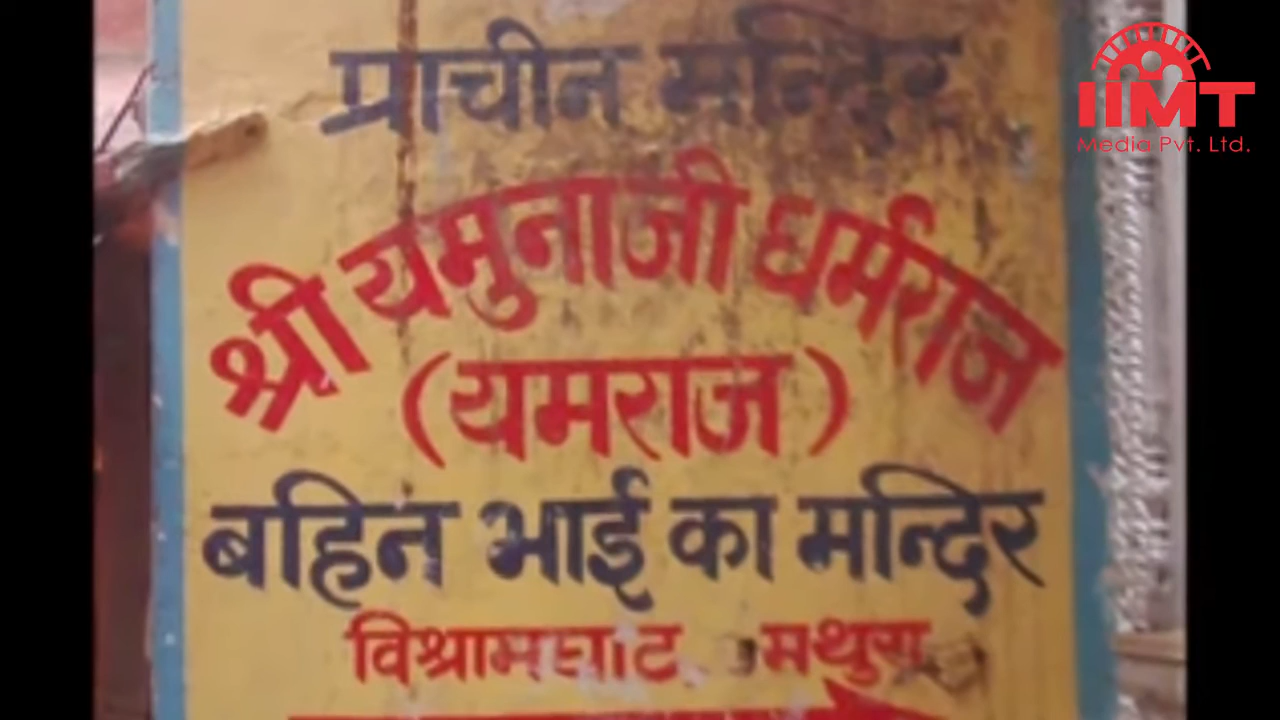 प्राचीन मन्दिर
श्री यमुनाजी धर्मराज
(यमराज)
बहिन भाई का मन्दिर
विश्रामघाट, मथुरा
IIMT
Media Pvt. Ltd.